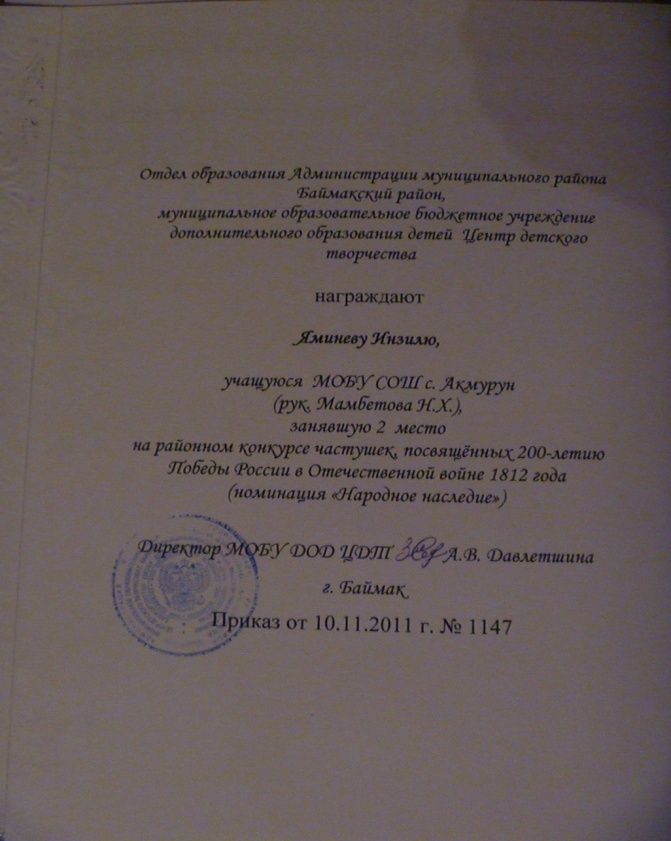 Отдел образования Администрации муниципального района
Баймакский район,
муниципальное образовательное бюджетное учреждение
дополнительного образования детей Центр детского
творчества
награждают
Яминеву Инзилю,
учащуюся МОБУ СОШ с. Акмурун
(рук. Мамбетова Н.Х.),
занявшую 2 место
на районном конкурсе частушек, посвящённых 200-летию
Победы России в Отечественной войне 1812 года
(номинация «Народное наследие»)
Директор МОБУ DОD ЦDТ А.В. Давлетшина
г. Баймак
Приказ от 10.11.2011 г. № 1147